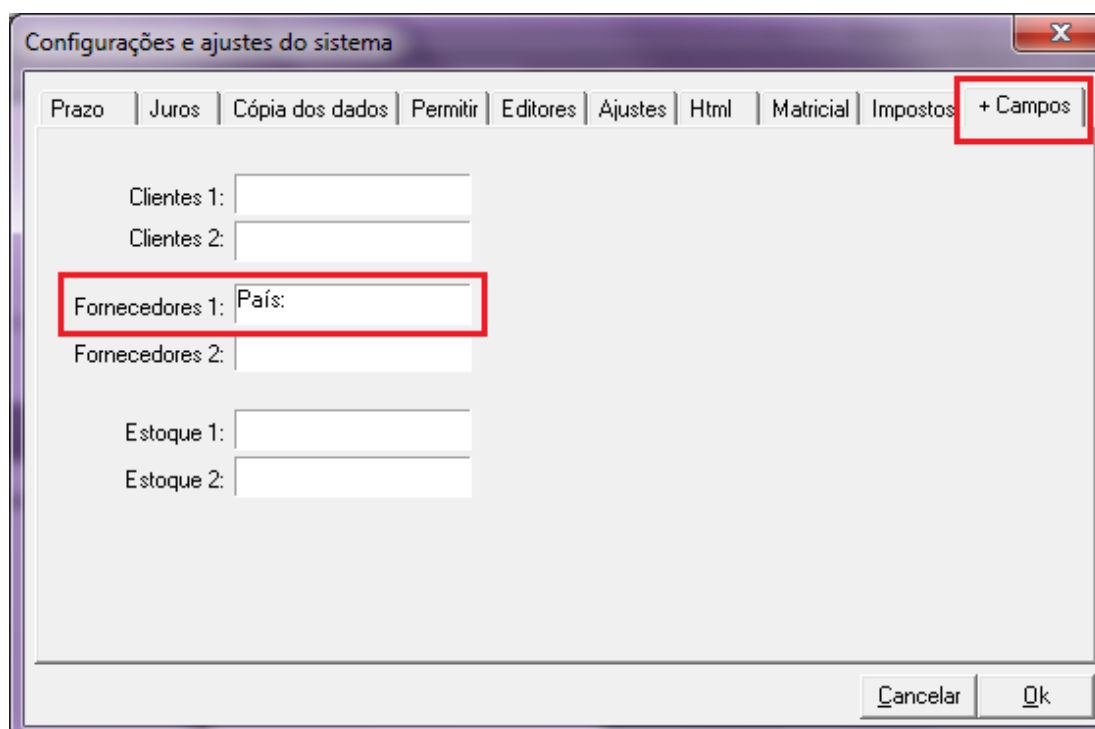 Configurações e ajustes do sistema
Prazo Juros Cópia dos dados Permitir Editores Ajustes Html Matricial Impostos + Campos
Clientes 1:
Clientes 2:
Fornecedores 1: País:
Fornecedores 2:
Estoque 1:
Estoque 2:
Cancelar Ok